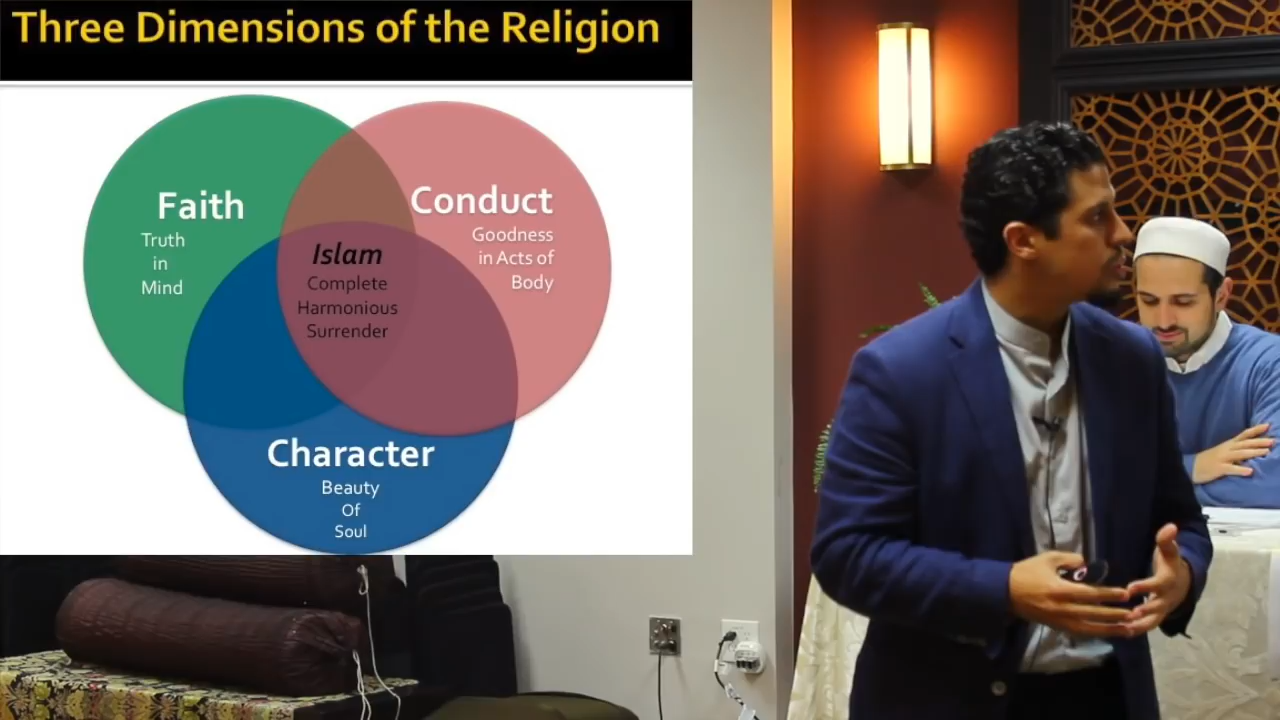 Three Dimensions of the Religion
Faith
Truth
in
Mind
Conduct
Goodness
in Acts of
Body
Islam
Complete
Harmonious
Surrender
Character
Beauty
Of
Soul